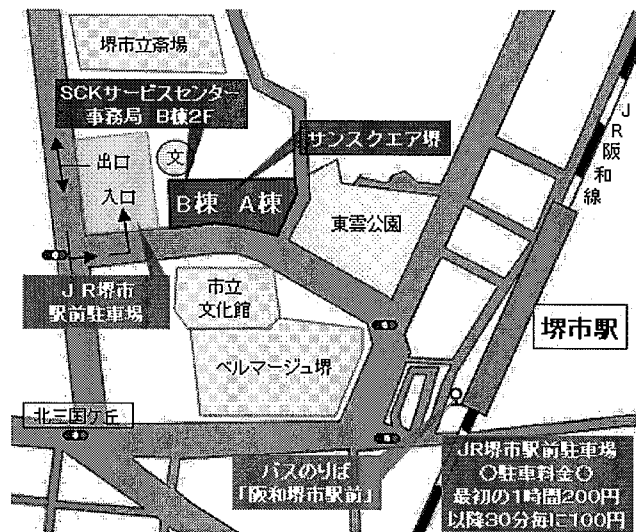 堺市立斎場
SCKサービスセンター
事務局 B棟2F
サンスクエア堺
文
出口
入口
B棟 A棟
東雲公園
JR阪和線
JR堺市
駅前駐車場
市立
文化館
ベルマージュ堺
堺市駅
北三国ケ丘
バスのりば
「阪和堺市駅前」
JR堺市駅前駐車場
○駐車料金○
最初の1時間200円
以降30分毎に100円